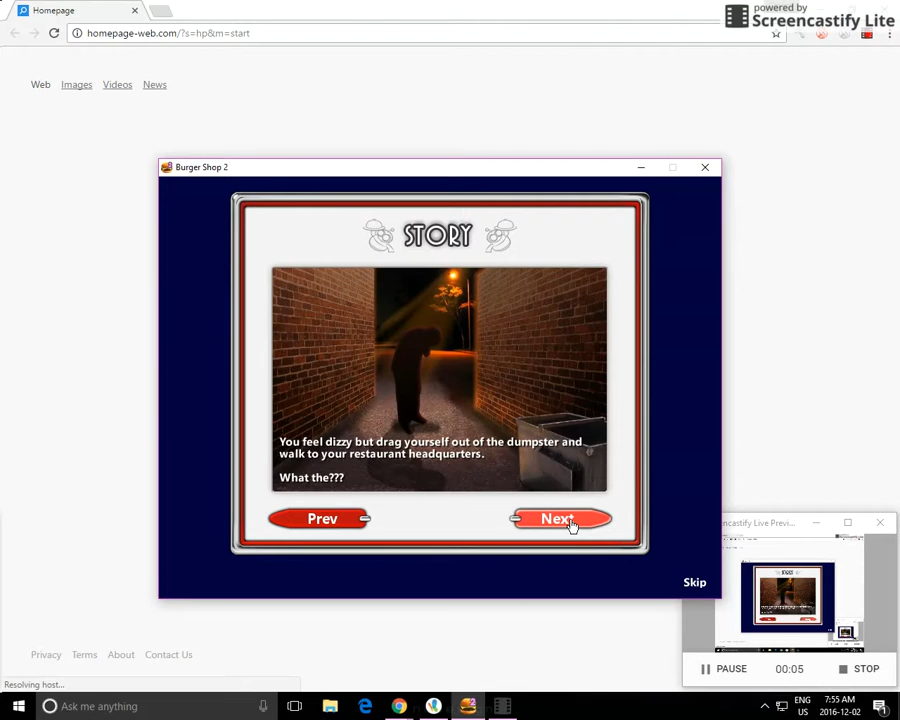 Homepage
powered by
Screencastify Lite
homepage-web.com/?s=hp&m=start
Web Images Videos News
Burger Shop 2
STORY
You feel dizzy but drag yourself out of the dumpster and
walk to your restaurant headquarters.
What the???
Prev
Next
Skip
eencastify Live Previ...
PAUSE 00:05 STOP
Privacy Terms About Contact Us
Resolving host...
Ask me anything
ENG
US
7:55 AM
2016-12-02